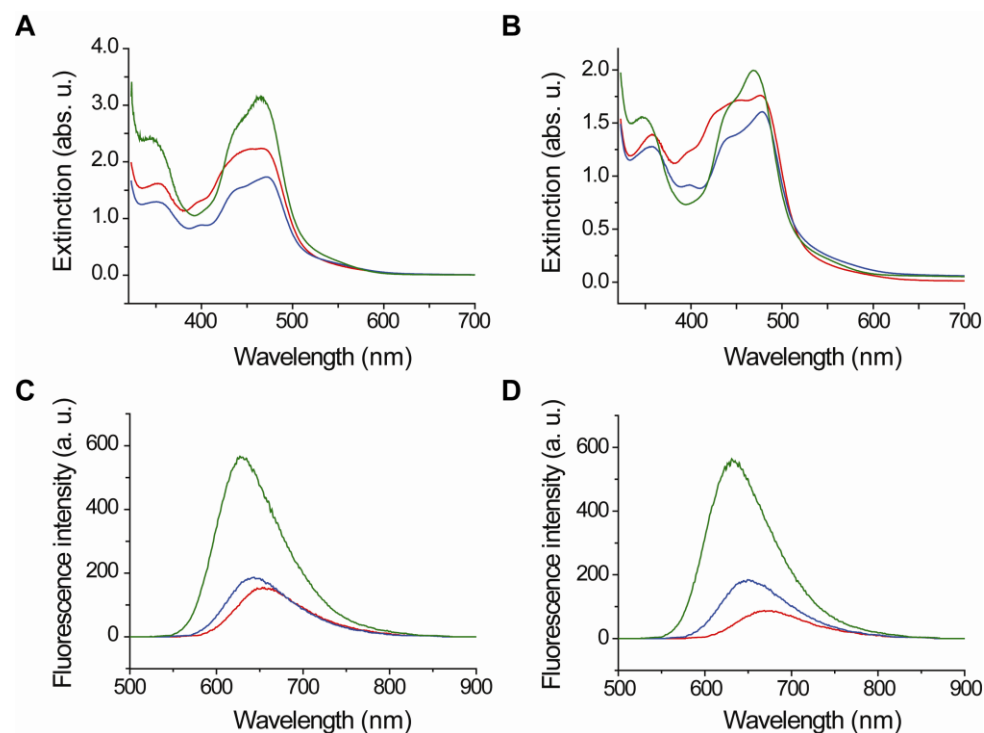 A
Extinction (abs. u.)
4.0
3.0
2.0
1.0
0.0
400 500 600 700
Wavelength (nm)
B
Extinction (abs. u.)
2.0
1.5
1.0
0.5
0.0
400 500 600 700
Wavelength (nm)
C
Fluorescence intensity (a. u.)
600
400
200
0
500 600 700 800 900
Wavelength (nm)
D
Fluorescence intensity (a. u.)
600
400
200
0
500 600 700 800 900
Wavelength (nm)